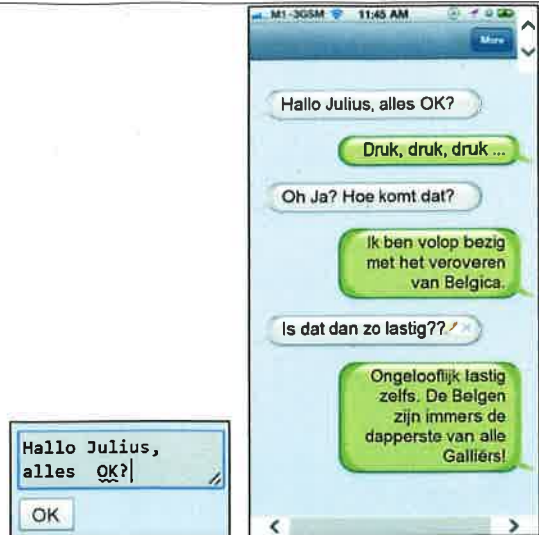 M1-3GSM 11:45 AM
More
Hallo Julius, alles OK?
Druk, druk, druk ...
Oh Ja? Hoe komt dat?
Ik ben volop bezig
met het veroveren
van Belgica.
Is dat dan zo lastig??
Ongelooflijk lastig
zelfs. De Belgen
zijn immers de
dapperste van alle
Galliërs!
Hallo Julius,
alles OK?
OK